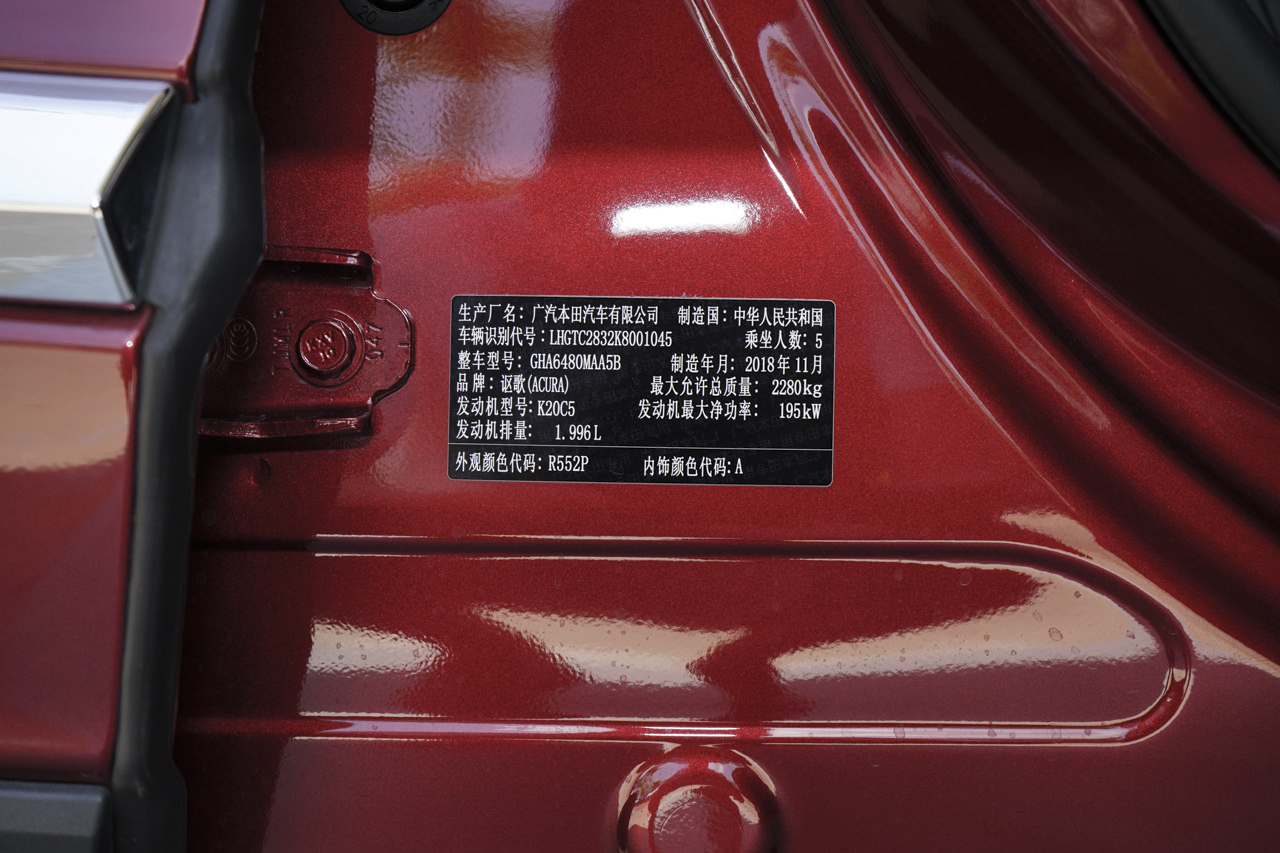 20
生产厂名：广汽本田汽车有限公司 制造国：中华人民共和国
车辆识别代号：LHGTC2832K8001045 乘坐人数：5
整车型号：GHA6480MAA5B 制造年月：2018年11月
品牌：讴歌(ACURA) 最大允许总质量：2280kg
发动机型号：K20C5 发动机最大净功率：195kW
发动机排量：1.996L
外观颜色代码：R552P 内饰颜色代码：A
047